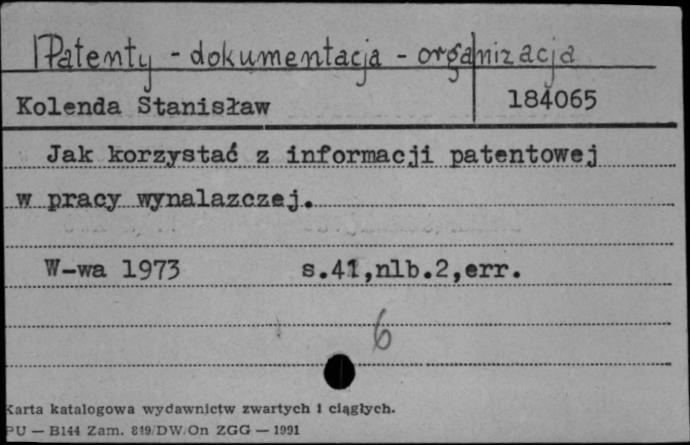 Patenty - dokumentacja - organizacja
Kolenda Stanisław 184065
Jak korzystać z informacji patentowej
w pracy wynalazczej.
W-wa 1973 s.41,nlb.2,err.
6
Karta katalogowa wydawnictw zwartych i ciągłych.
PU — B144 Zam. 849/DW/On ZGG — 1991